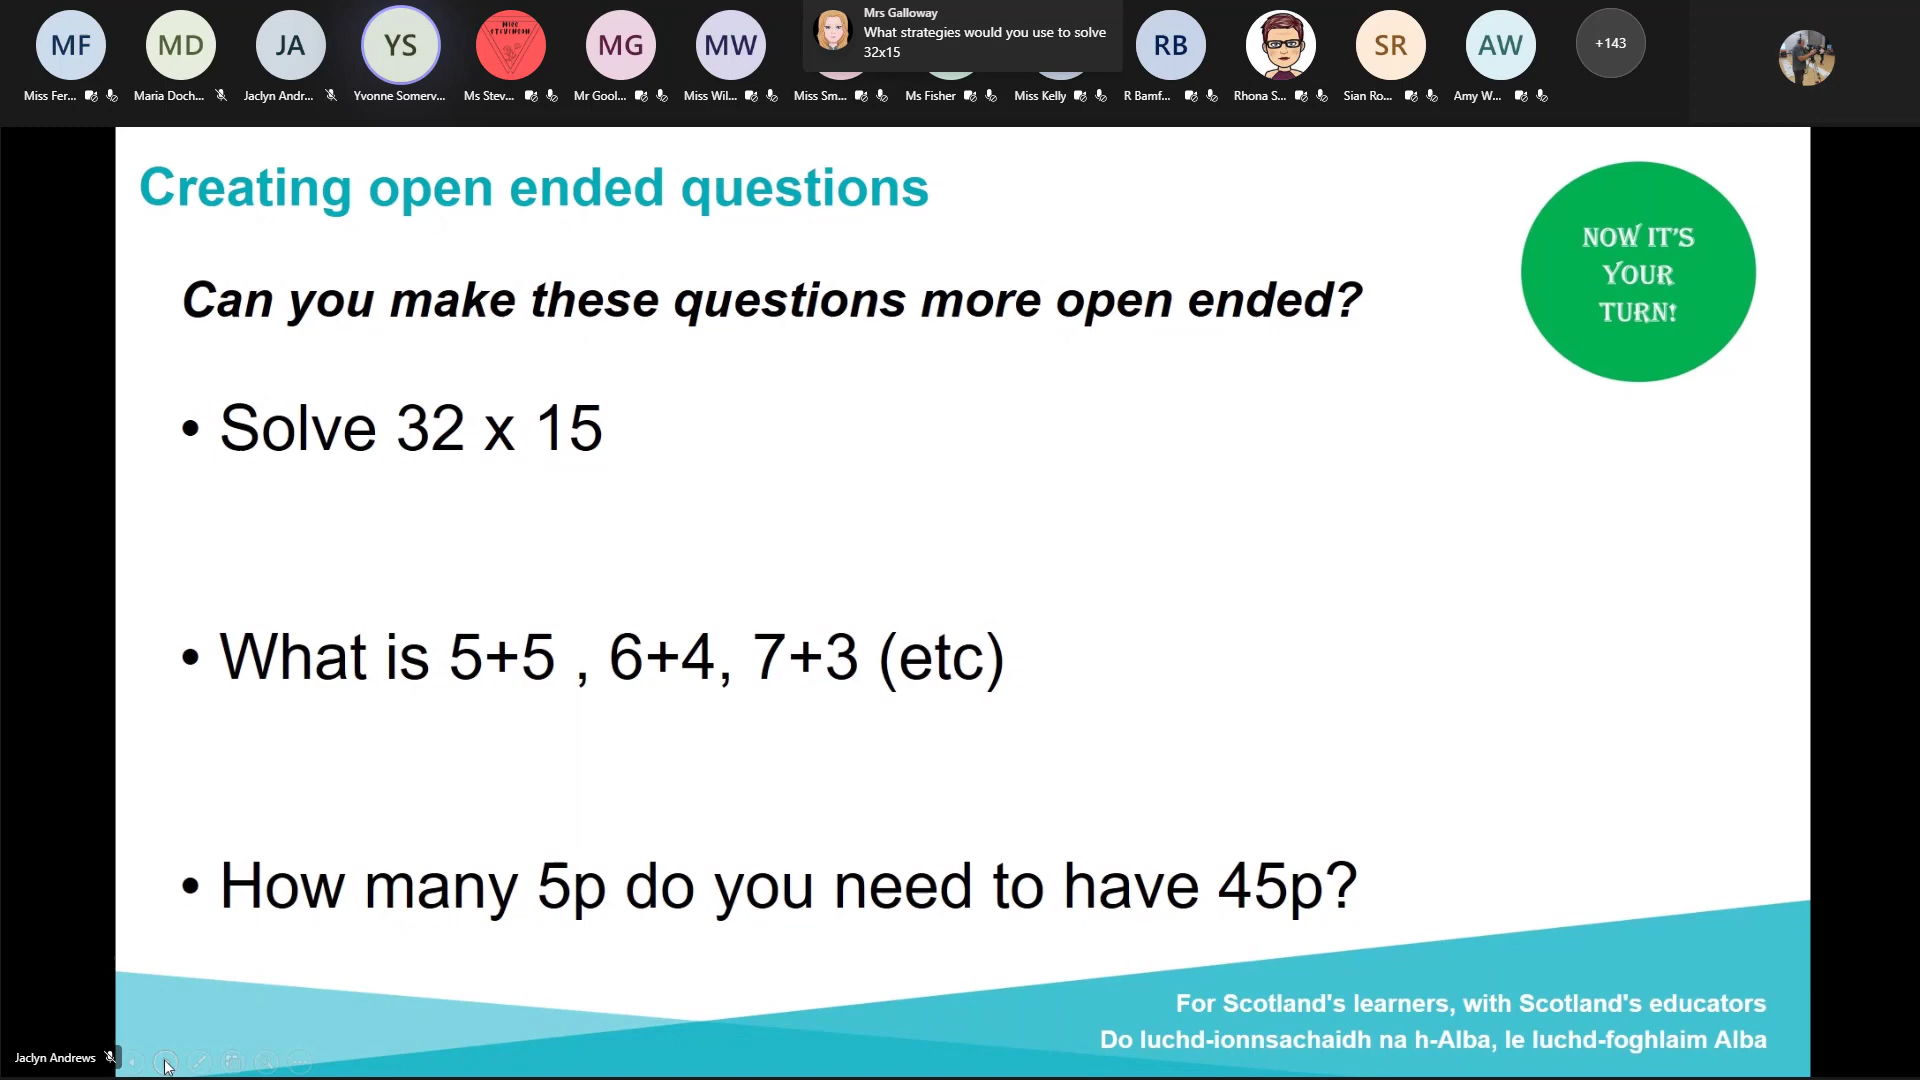 Mrs Galloway
What strategies would you use to solve
32x15
MF
MD
JA
YS
MISS
STEVENSON
MG
MW
RB
SR
AW
+143
Miss Fer...
Maria Doch...
Jaclyn Andr...
Yvonne Somerv...
Ms Stev...
Mr Gool...
Miss Wil...
Miss Sm...
Ms Fisher
Miss Kelly
R Bamf...
Rhona S...
Sian Ro...
Amy W...
Creating open ended questions
NOW IT'S
YOUR
TURN!
Can you make these questions more open ended?
• Solve 32 x 15
• What is 5+5 , 6+4, 7+3 (etc)
• How many 5p do you need to have 45p?
For Scotland's learners, with Scotland's educators
Do luchd-ionnsachaidh na h-Alba, le luchd-foghlaim Alba
Jaclyn Andrews